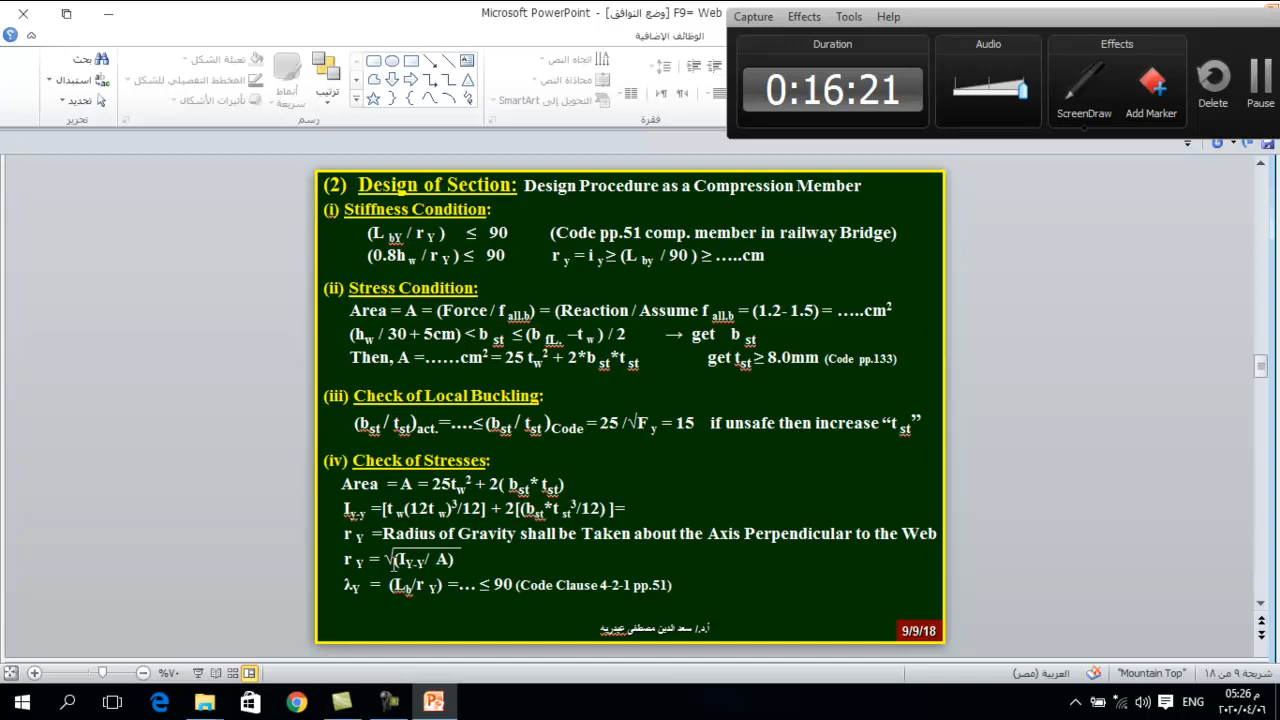 Microsoft PowerPoint - [وضع التوافق] F9= Web
Capture Effects Tools Help
Duration Audio Effects
0:16:21
ScreenDraw Add Marker Delete Pause
الوظائف الإضافية
بحث
استبدال
تحديد
تحرير
تعبئة الشكل
المخطط التفصيلي للشكل
تأثيرات الأشكال
أنماط سريعة
ترتيب
رسم
اتجاه النص
محاذاة النص
التحويل إلى SmartArt
فقرة
(2) Design of Section: Design Procedure as a Compression Member
(i) Stiffness Condition:
(L bY / r Y ) ≤ 90 (Code pp.51 comp. member in railway Bridge)
(0.8h w / r Y ) ≤ 90 r y = i y ≥ (L by / 90 ) ≥ …..cm
(ii) Stress Condition:
Area = A = (Force / f all.b) = (Reaction / Assume f all.b = (1.2- 1.5) = …..cm2
(hw / 30 + 5cm) < b st ≤ (b fL. –t w ) / 2 → get b st
Then, A =……cm2 = 25 tw2 + 2*b st*t st get tst ≥ 8.0mm (Code pp.133)
(iii) Check of Local Buckling:
(bst / tst)act.=….≤ (bst / tst)Code = 25 /√F y = 15 if unsafe then increase “t st”
(iv) Check of Stresses:
Area = A = 25tw2 + 2( bst* tst)
Iy-y =[t w(12t w)3/12] + 2[(bst*t st3/12) ]=
r Y =Radius of Gravity shall be Taken about the Axis Perpendicular to the Web
r Y = √(IY-Y/ A)
λY = (Lb/r Y) =… ≤ 90 (Code Clause 4-2-1 pp.51)
أ.د./ سعد الدين مصطفى عبدربه
9/9/18
شريحة ٩ من ١٨ "Mountain Top" العربية (مصر) %٧٠
ENG
٠5:26 م
٢٠٢٠/٠٤/٠٦